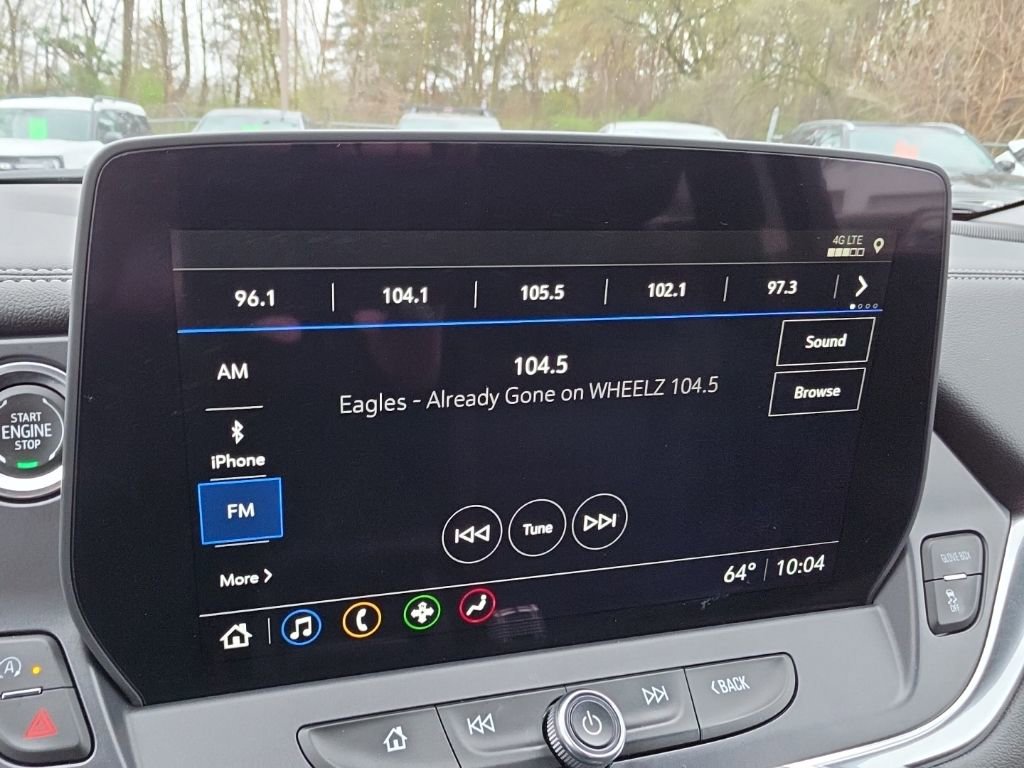 4G LTE
96.1 104.1 105.5 102.1 97.3
Sound
AM
104.5
Eagles - Already Gone on WHEELZ 104.5
Browse
START
ENGINE
STOP
iPhone
FM
Tune
More
64° 10:04
GLOVE BOX
OFF
A
BACK